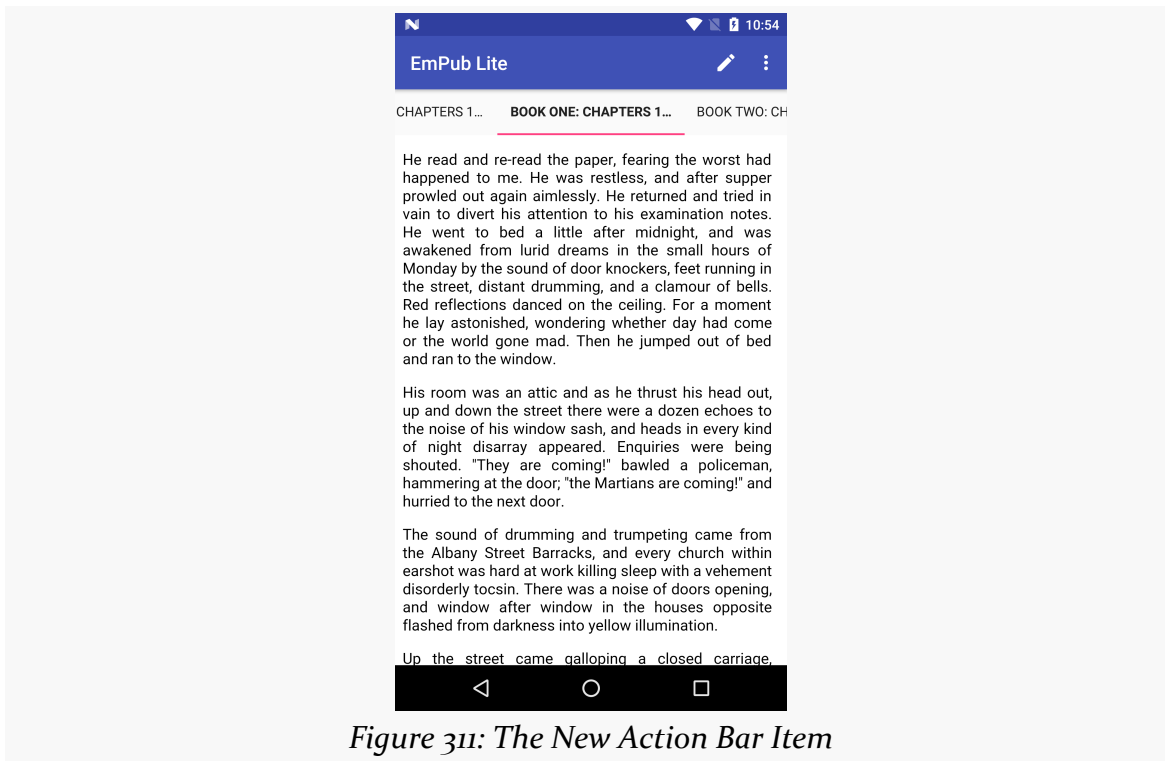 10:54
EmPub Lite
CHAPTERS 1...
BOOK ONE: CHAPTERS 1...
BOOK TWO: CH
He read and re-read the paper, fearing the worst had
happened to me. He was restless, and after supper
prowled out again aimlessly. He returned and tried in
vain to divert his attention to his examination notes.
He went to bed a little after midnight, and was
awakened from lurid dreams in the small hours of
Monday by the sound of door knockers, feet running in
the street, distant drumming, and a clamour of bells.
Red reflections danced on the ceiling. For a moment
he lay astonished, wondering whether day had come
or the world gone mad. Then he jumped out of bed
and ran to the window.
His room was an attic and as he thrust his head out,
up and down the street there were a dozen echoes to
the noise of his window sash, and heads in every kind
of night disarray appeared. Enquiries were being
shouted. "They are coming!" bawled a policeman,
hammering at the door; "the Martians are coming!" and
hurried to the next door.
The sound of drumming and trumpeting came from
the Albany Street Barracks, and every church within
earshot was hard at work killing sleep with a vehement
disorderly tocsin. There was a noise of doors opening,
and window after window in the houses opposite
flashed from darkness into yellow illumination.
Up the street came galloping a closed carriage,
Figure 311: The New Action Bar Item